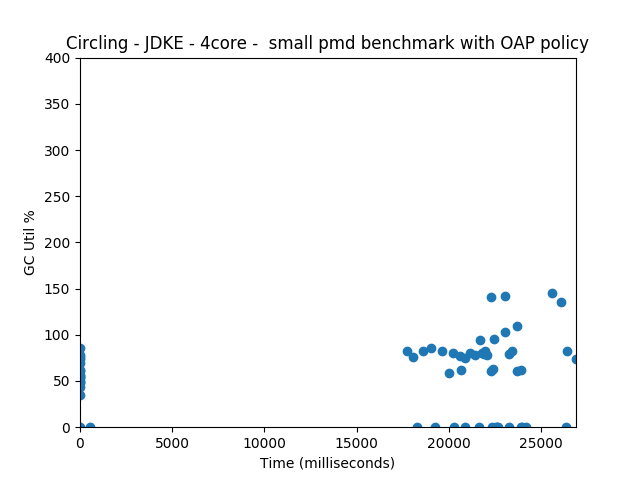 Circling - JDKE - 4core -  small pmd benchmark with OAP policy
400
350
300
250
200
150
100
50
0
GC Util %
0 5000 10000 15000 20000 25000
Time (milliseconds)